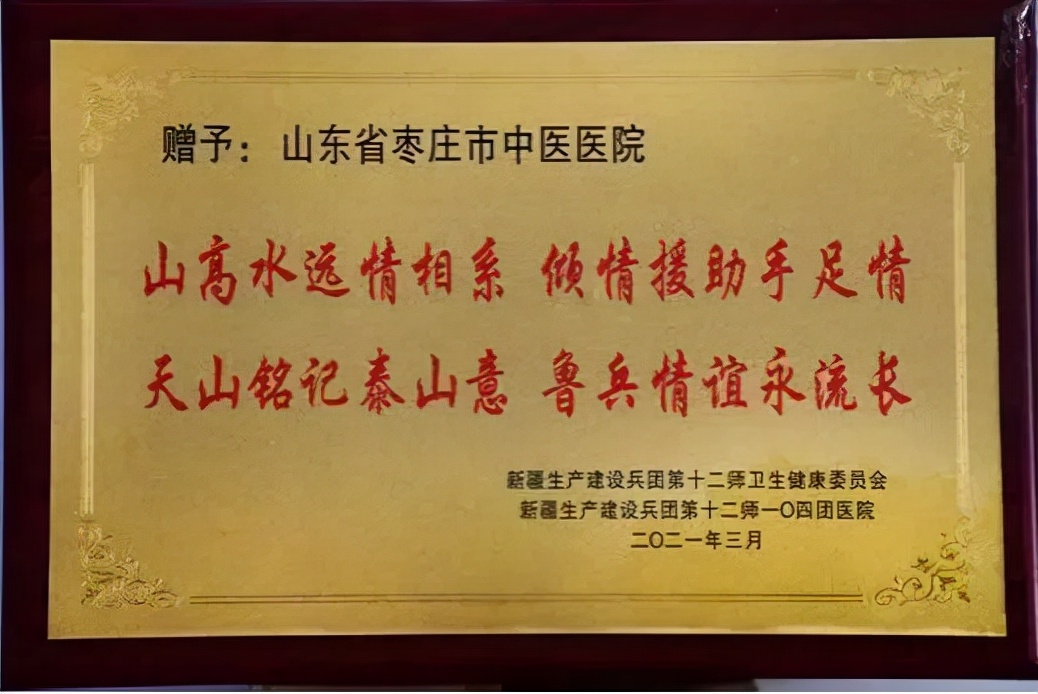 赠予：山东省枣庄市中医医院
山高水远情相系 倾情援助手足情
天山铭记泰山意 鲁兵情谊永流长
新疆生产建设兵团第十二师卫生健康委员会
新疆生产建设兵团第十二师一〇四团医院
二〇二一年三月